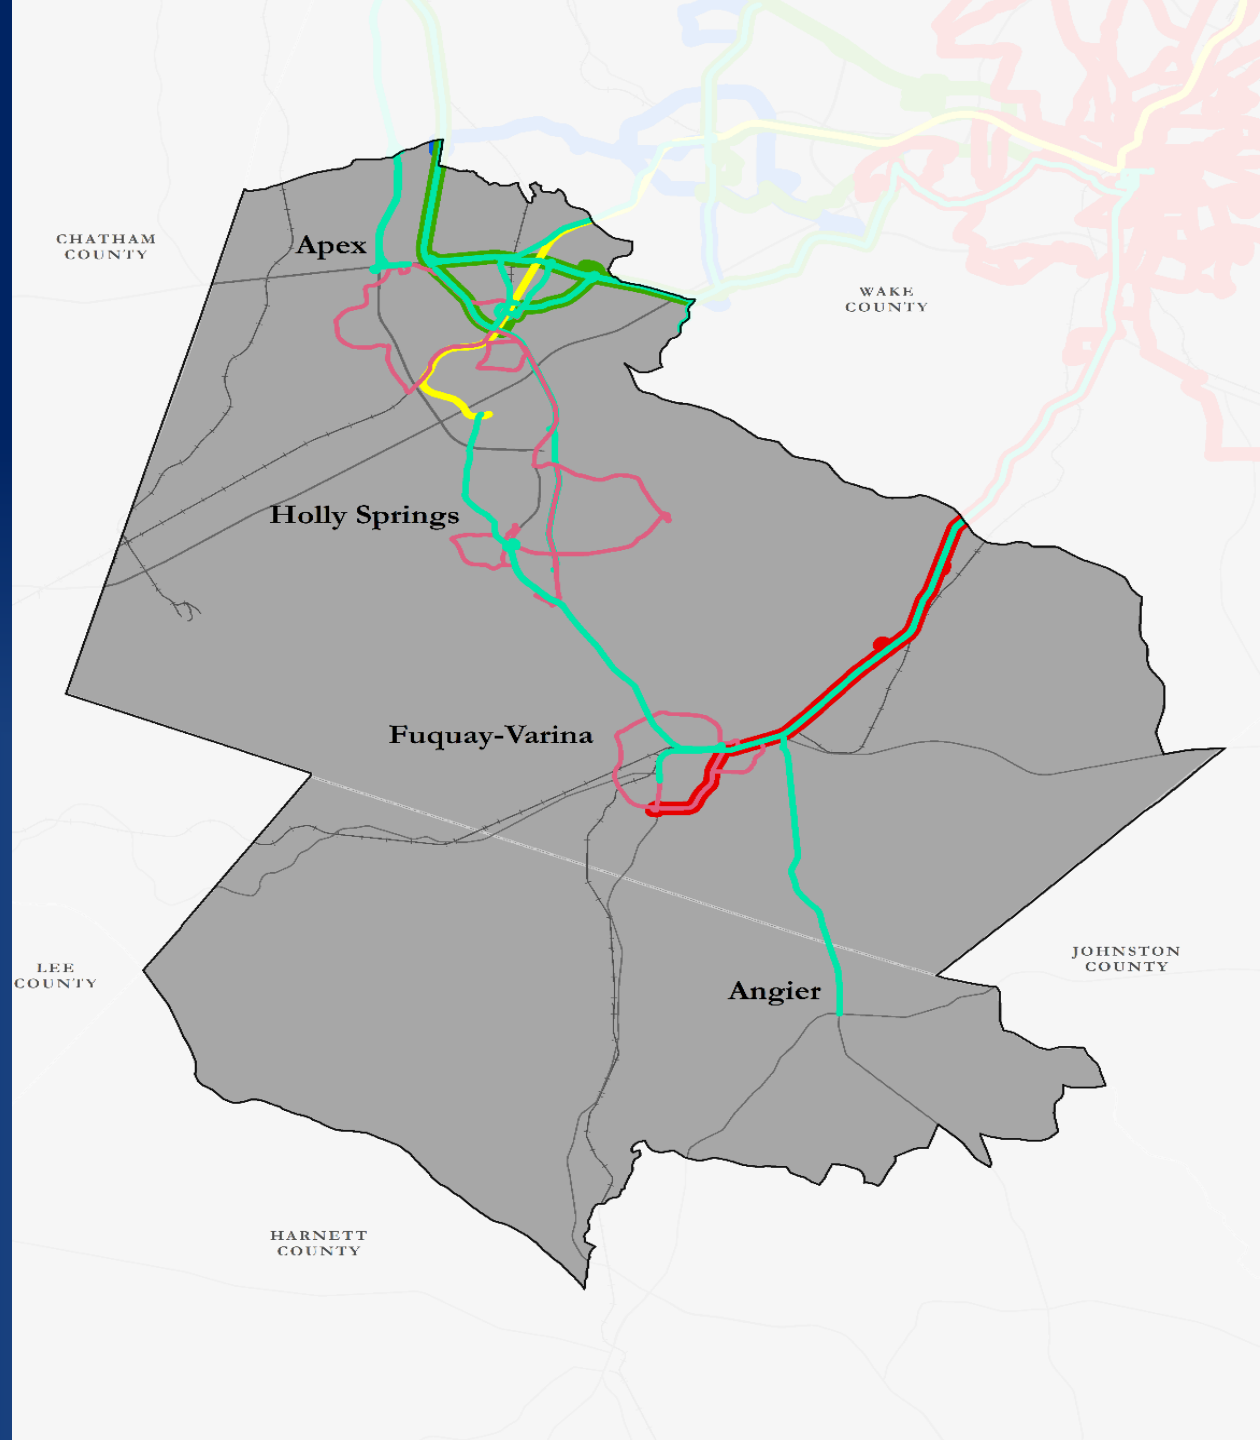 Apex
CHATHAM
COUNTY
WAKE
COUNTY
Holly Springs
Fuquay-Varina
LEE
COUNTY
JOHNSTON
COUNTY
Angier
HARNETT
COUNTY